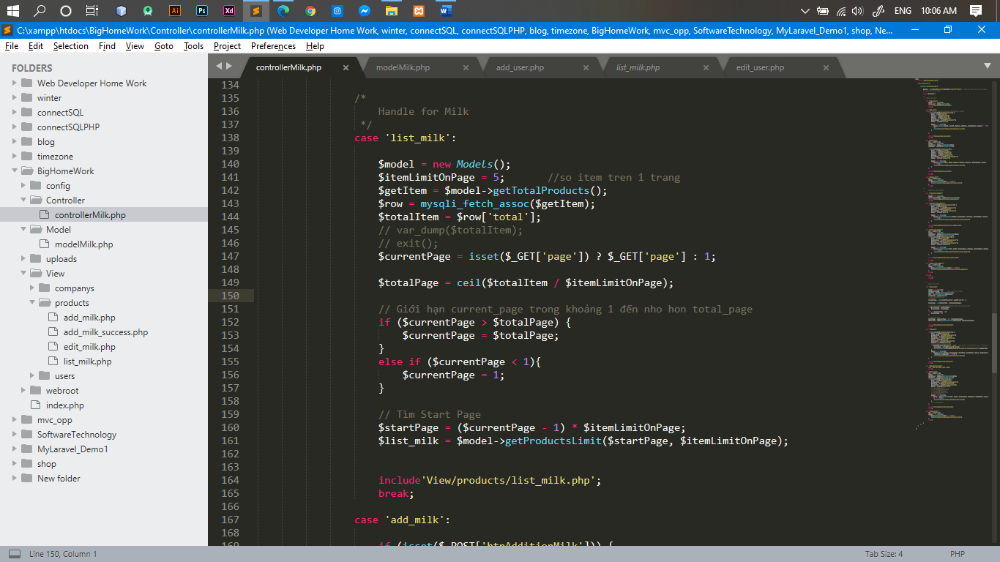 Ai
Ps
Xd
ENG
10:06 AM
C:\xampp\htdocs\BigHomeWork\Controller\controllerMilk.php (Web Developer Home Work, winter, connectSQL, connectSQLPHP, blog, timezone, BigHomeWork, mvc_opp, SoftwareTechnology, MyLaravel_Demo1, shop, Ne...
File Edit Selection Find View Goto Tools Project Preferences Help
FOLDERS
Web Developer Home Work
winter
connectSQL
connectSQLPHP
blog
timezone
BigHomeWork
config
Controller
controllerMilk.php
Model
modelMilk.php
uploads
View
companys
products
add_milk.php
add_milk_success.php
edit_milk.php
list_milk.php
users
webroot
index.php
mvc_opp
SoftwareTechnology
MyLaravel_Demo1
shop
New folder
controllerMilk.php modelMilk.php add_user.php list_milk.php edit_user.php
134
135 /*
136 Handle for Milk
137 */
138 case 'list_milk':
139
140 $model = new Models();
141 $itemLimitOnPage = 5; //so item tren 1 trang
142 $getItem = $model->getTotalProducts();
143 $row = mysqli_fetch_assoc($getItem);
144 $totalItem = $row['total'];
145 // var_dump($totalItem);
146 // exit();
147 $currentPage = isset($_GET['page']) ? $_GET['page'] : 1;
148
149 $totalPage = ceil($totalItem / $itemLimitOnPage);
150
151 // Giới hạn current_page trong khoảng 1 đến nho hon total_page
152 if ($currentPage > $totalPage) {
153 $currentPage = $totalPage;
154 }
155 else if ($currentPage < 1){
156 $currentPage = 1;
157 }
158
159 // Tìm Start Page
160 $startPage = ($currentPage - 1) * $itemLimitOnPage;
161 $list_milk = $model->getProductsLimit($startPage, $itemLimitOnPage);
162
163
164 include'View/products/list_milk.php';
165 break;
166
167 case 'add_milk':
168
169 if (isset($_POST['btnAdditionMilk'])) {
Line 150, Column 1
Tab Size: 4
PHP